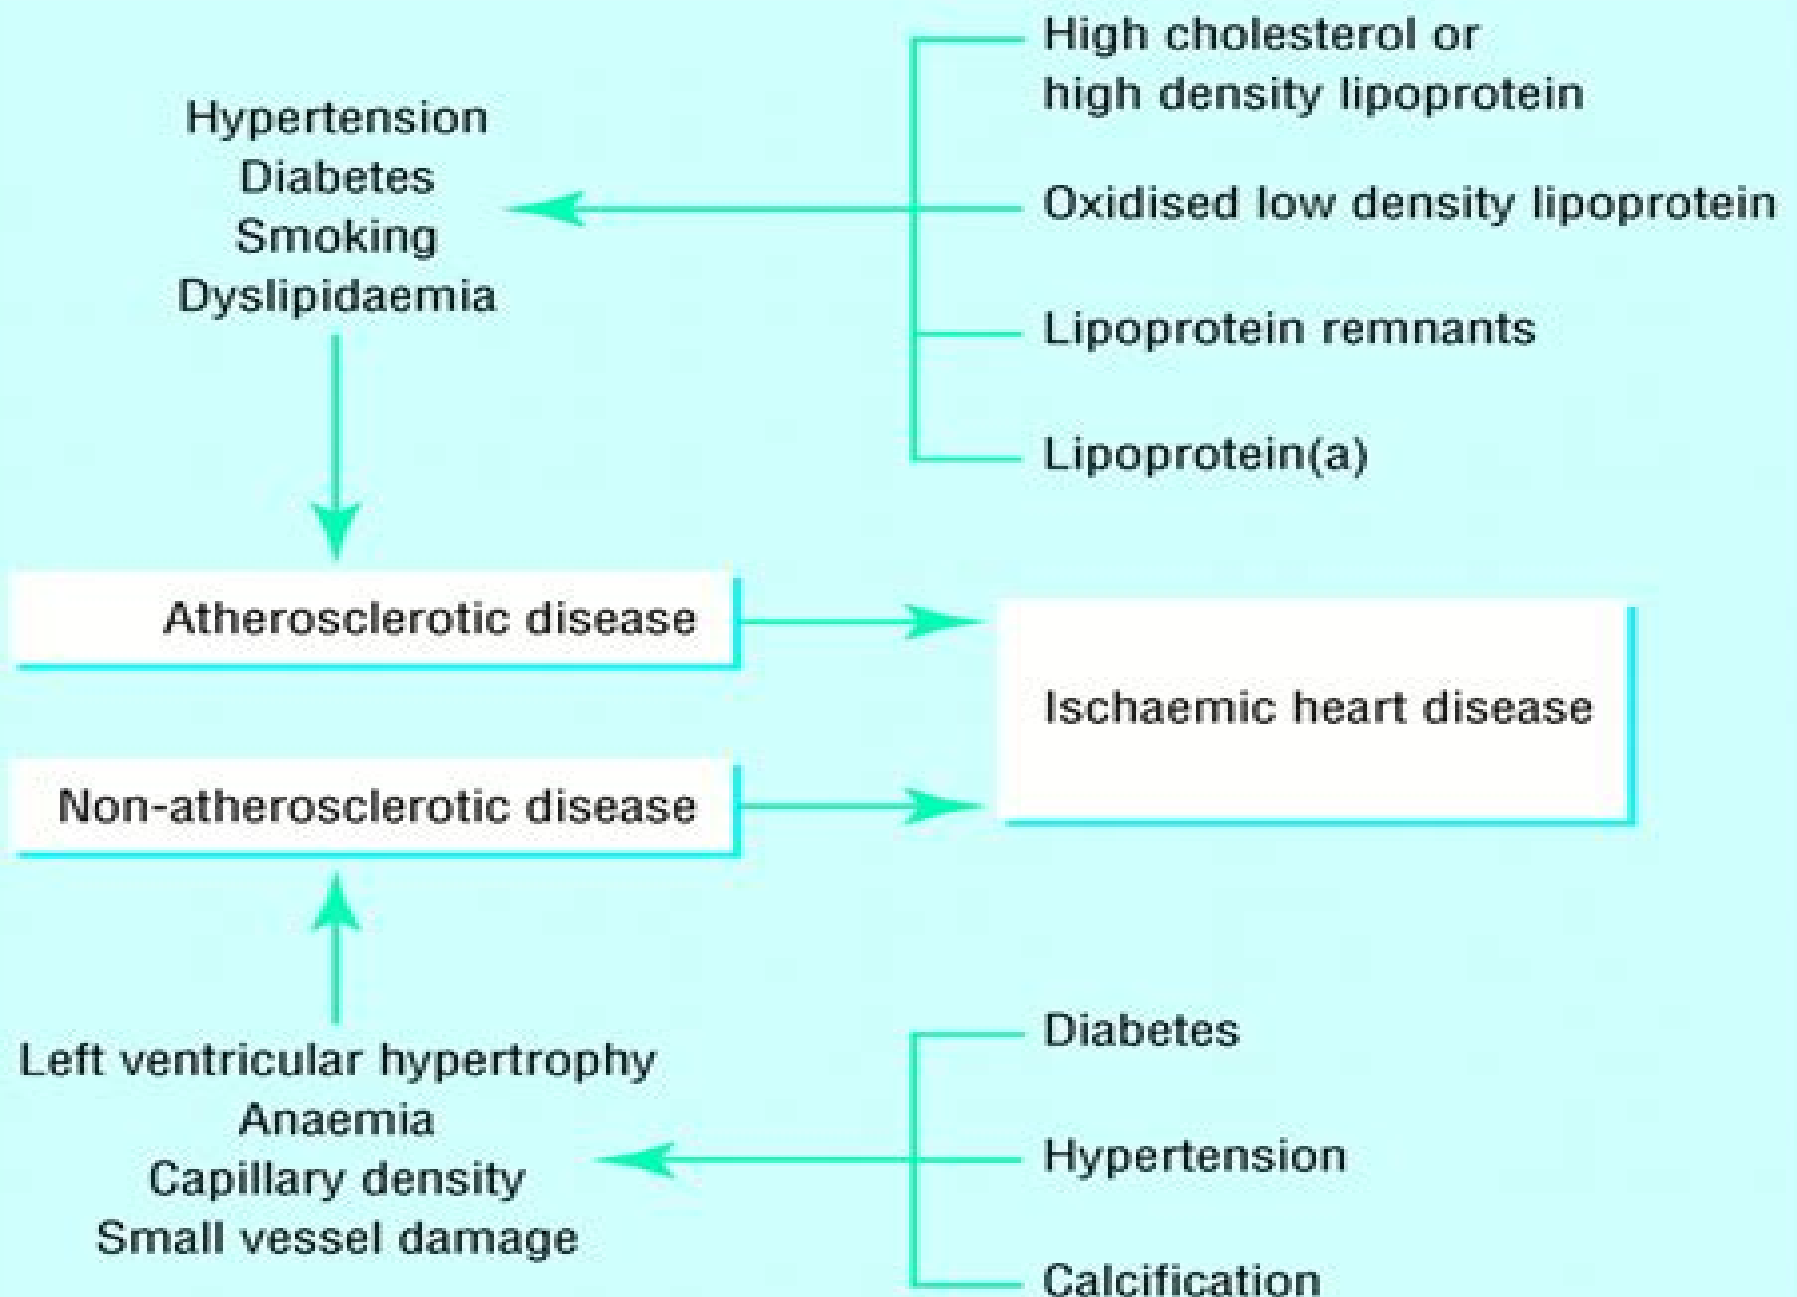 High cholesterol or
high density lipoprotein
Hypertension
Diabetes
Smoking
Dyslipidaemia
Oxidised low density lipoprotein
Lipoprotein remnants
Lipoprotein(a)
Atherosclerotic disease
Ischaemic heart disease
Non-atherosclerotic disease
Left ventricular hypertrophy
Anaemia
Capillary density
Small vessel damage
Diabetes
Hypertension
Calcification